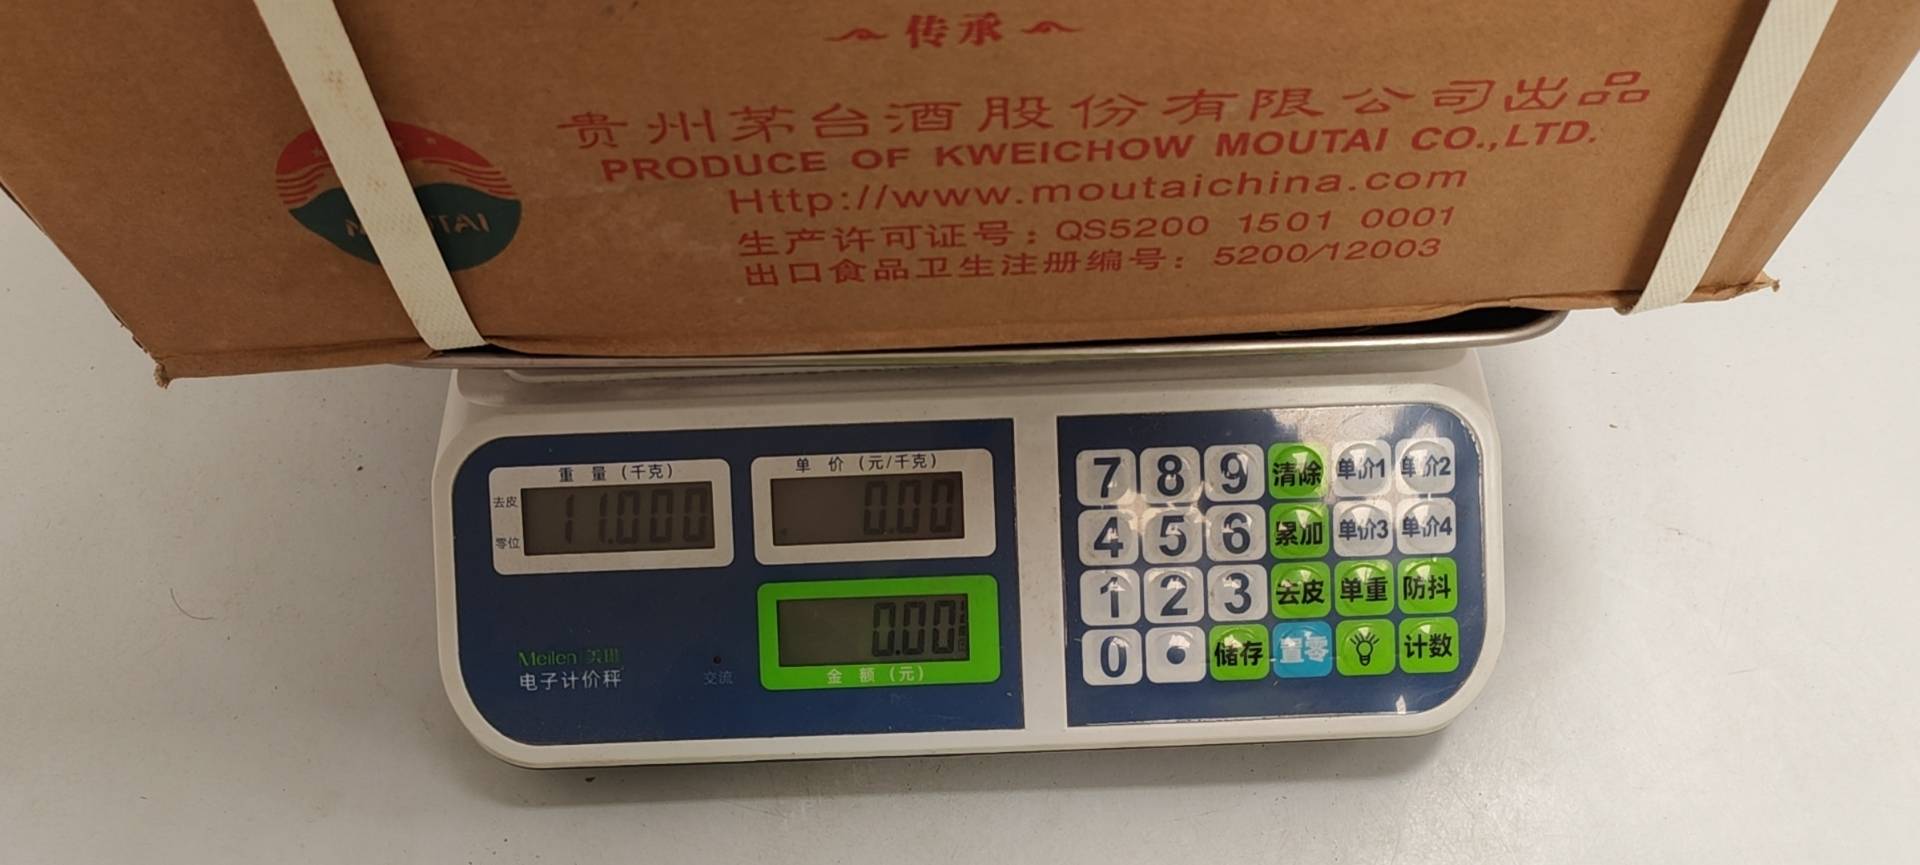 传承
贵州茅台酒股份有限公司出品
PRODUCE OF KWEICHOW MOUTAI CO.,LTD.
Http://www.moutaichina.com
生产许可证号：QS5200 1501 0001
出口食品卫生注册编号：5200/12003
重 量 (千克)
去皮
零位
11.000
单 价 (元/千克)
0.00
0.00
金 额 (元)
Meilen 美
电子计价秤
交流
7 8 9 清除 单价1 单价2
4 5 6 累加 单价3 单价4
1 2 3 去皮 单重 防抖
0 • 储存 置零 计数